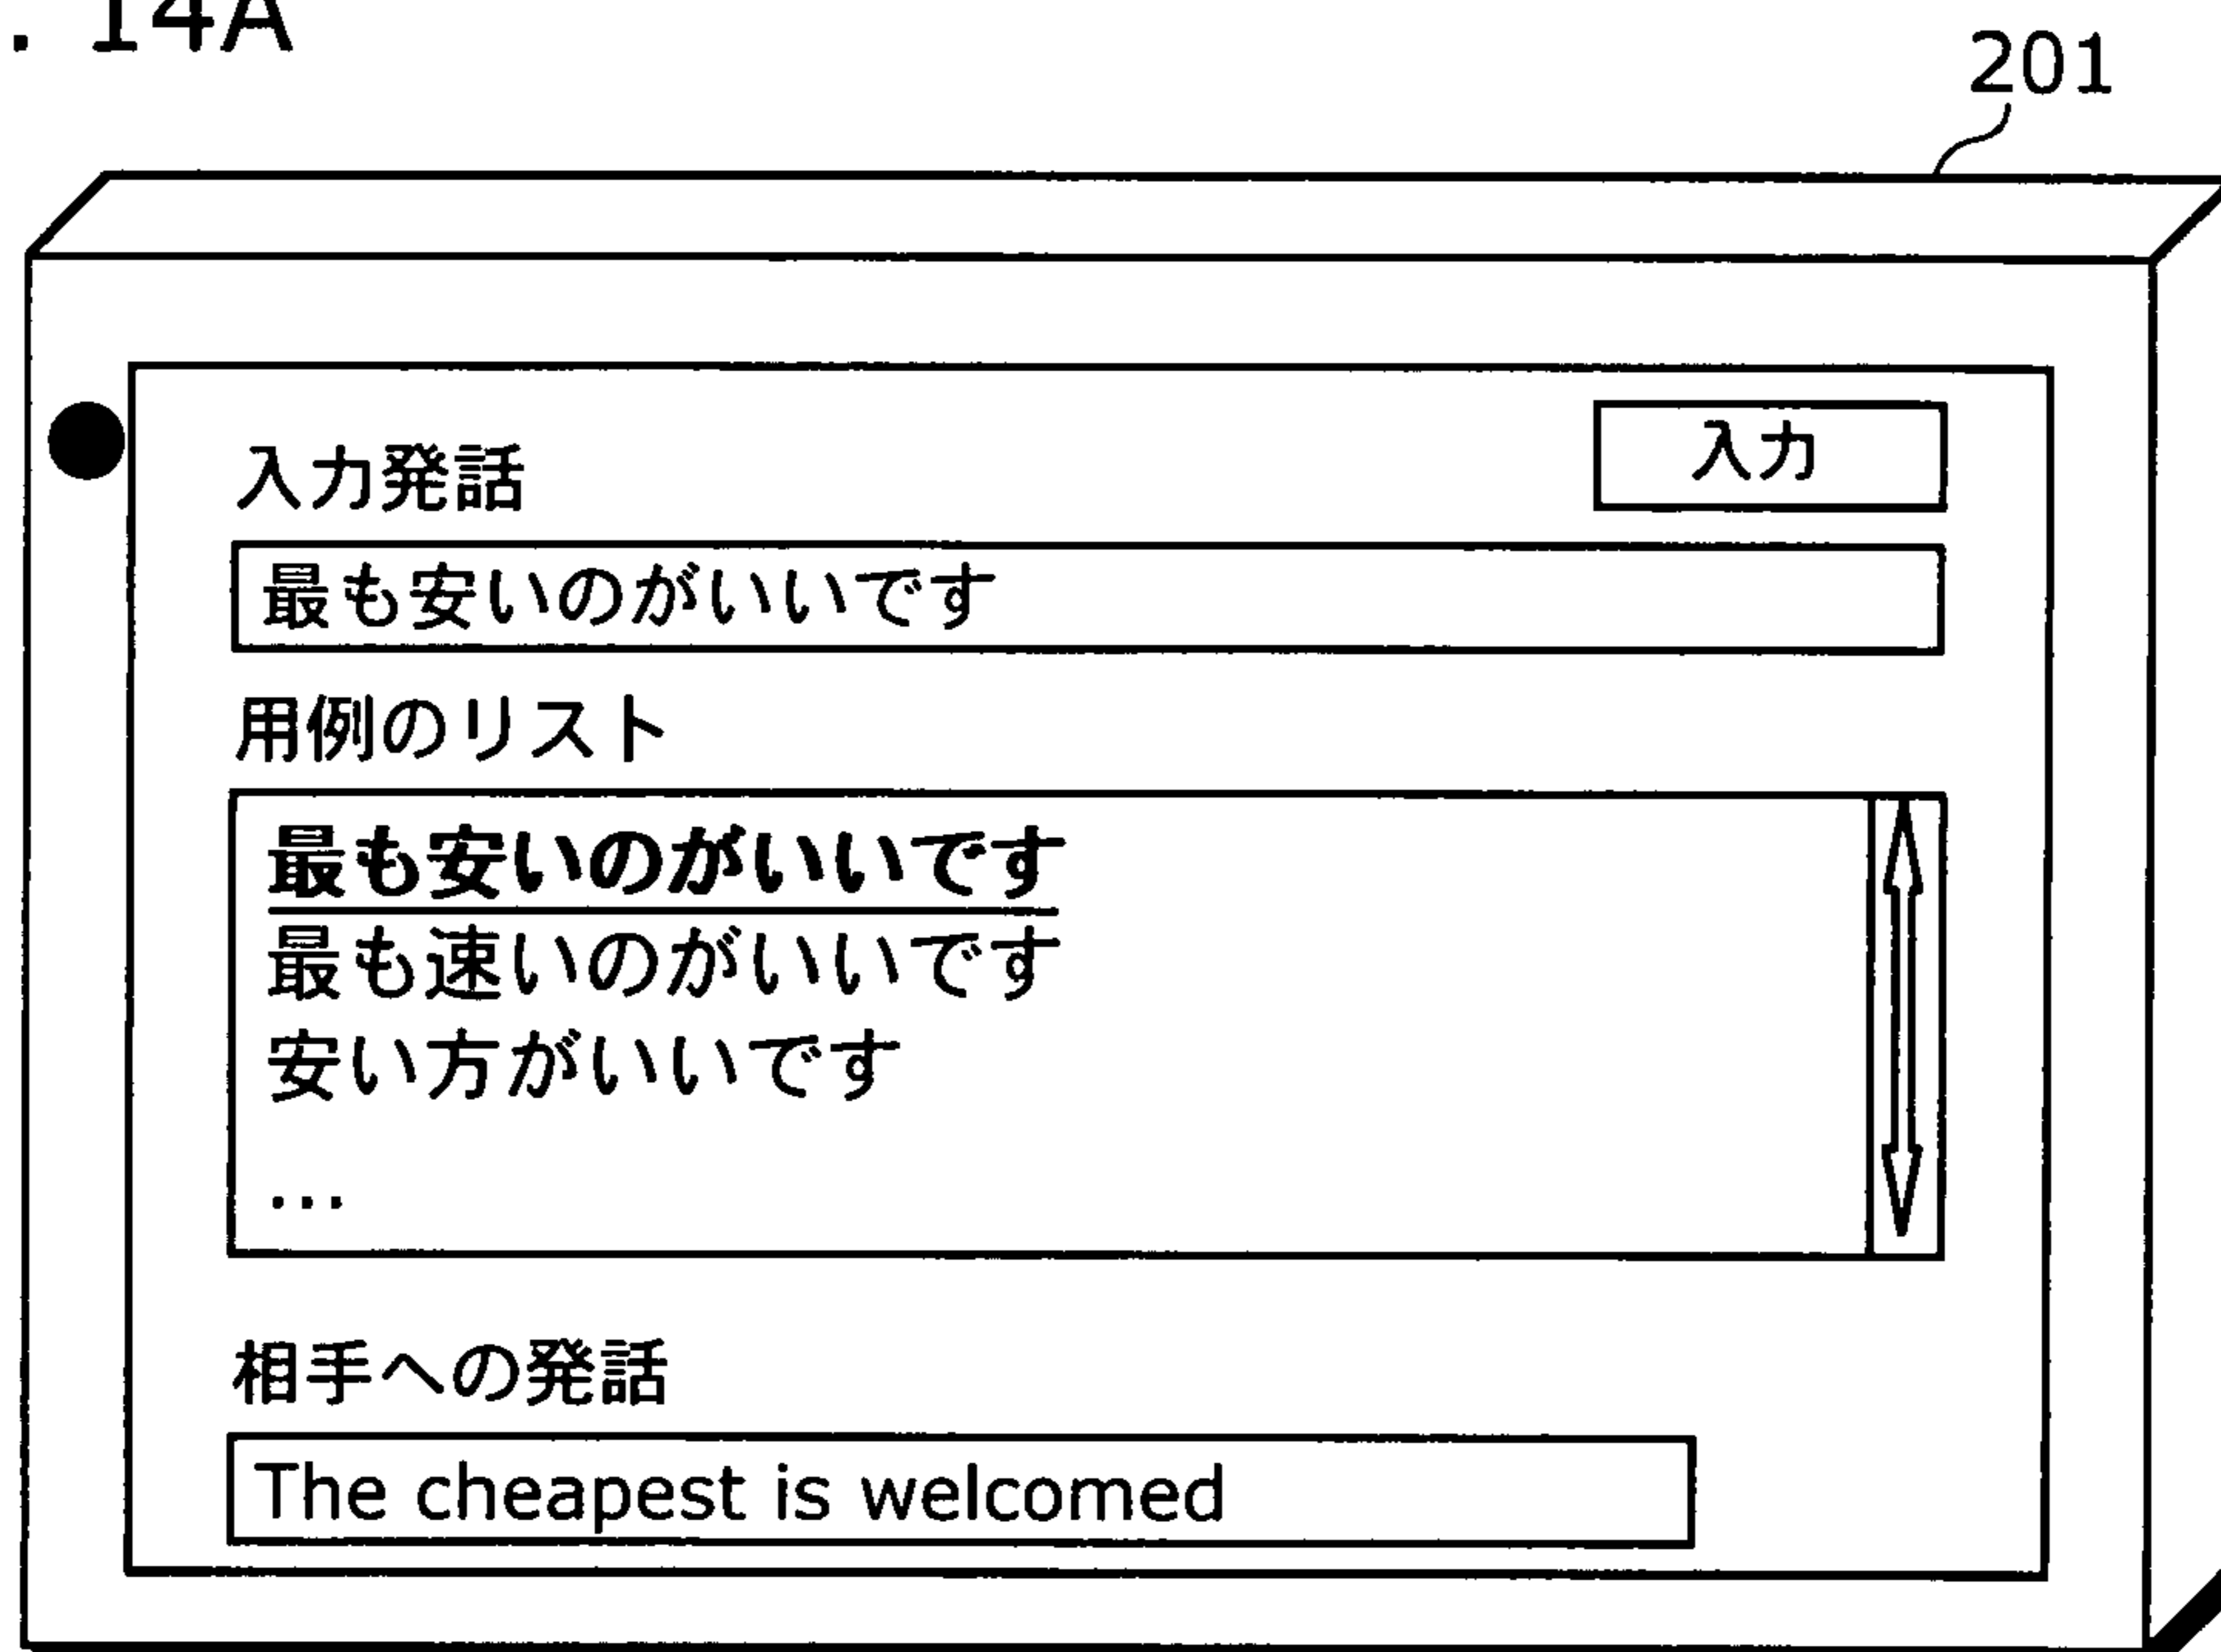 . 14A
201
入力発話
入力
最も安いのがいいです
用例のリスト
最も安いのがいいです
最も速いのがいいです
安い方がいいです
...
相手への発話
The cheapest is welcomed